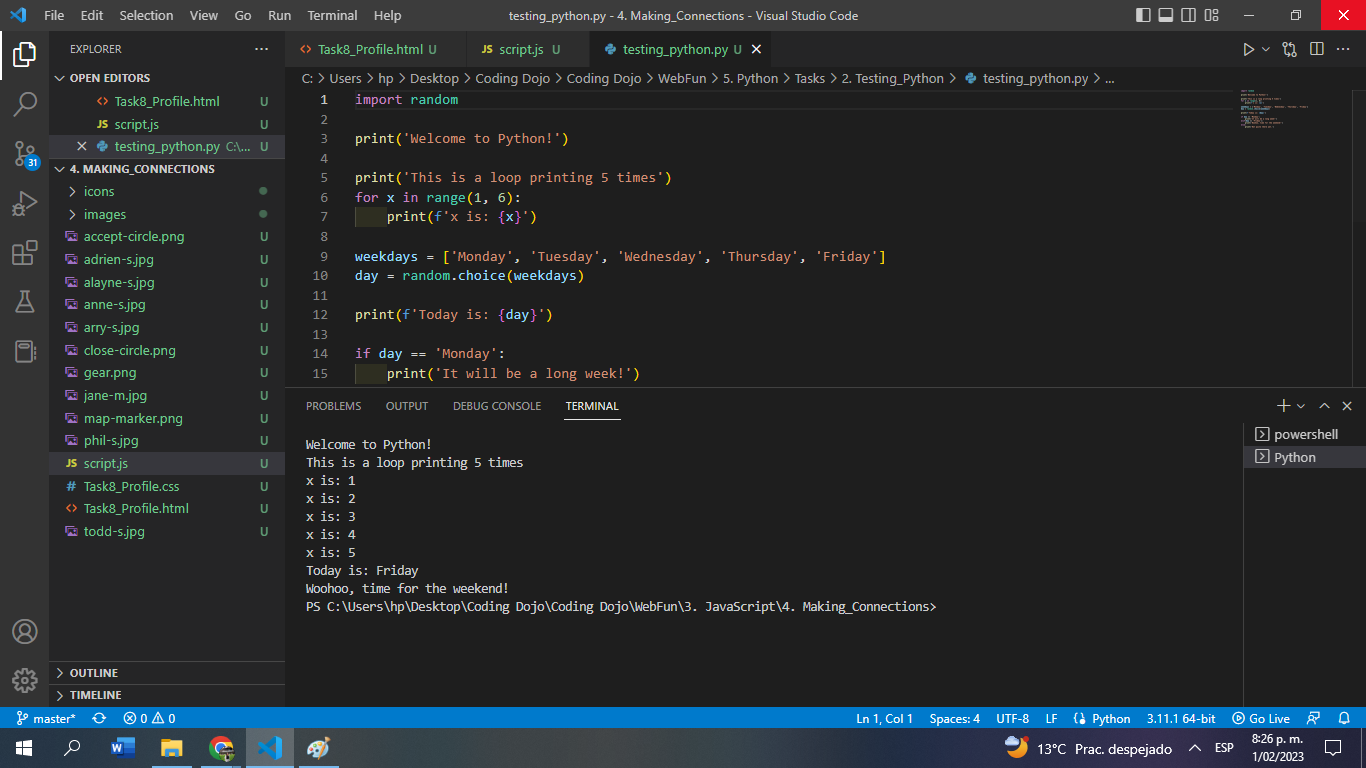 File Edit Selection View Go Run Terminal Help testing_python.py - 4. Making_Connections - Visual Studio Code
EXPLORER
OPEN EDITORS
Task8_Profile.html U
JS script.js U
testing_python.py C:\... U
4. MAKING_CONNECTIONS
icons
images
accept-circle.png U
adrien-s.jpg U
alayne-s.jpg U
anne-s.jpg U
arry-s.jpg U
close-circle.png U
gear.png U
jane-m.jpg U
map-marker.png U
phil-s.jpg U
JS script.js U
# Task8_Profile.css U
Task8_Profile.html U
todd-s.jpg U
OUTLINE
TIMELINE
31
Task8_Profile.html U JS script.js U testing_python.py U
C: > Users > hp > Desktop > Coding Dojo > Coding Dojo > WebFun > 5. Python > Tasks > 2. Testing_Python > testing_python.py > ...
1 import random
2
3 print('Welcome to Python!')
4
5 print('This is a loop printing 5 times')
6 for x in range(1, 6):
7 print(f'x is: {x}')
8
9 weekdays = ['Monday', 'Tuesday', 'Wednesday', 'Thursday', 'Friday']
10 day = random.choice(weekdays)
11
12 print(f'Today is: {day}')
13
14 if day == 'Monday':
15 print('It will be a long week!')
PROBLEMS OUTPUT DEBUG CONSOLE TERMINAL
Welcome to Python!
This is a loop printing 5 times
x is: 1
x is: 2
x is: 3
x is: 4
x is: 5
Today is: Friday
Woohoo, time for the weekend!
PS C:\Users\hp\Desktop\Coding Dojo\Coding Dojo\WebFun\3. JavaScript\4. Making_Connections>
powershell
Python
master* 0 0 Ln 1, Col 1 Spaces: 4 UTF-8 LF Python 3.11.1 64-bit Go Live
13°C Prac. despejado ESP 8:26 p. m.
1/02/2023